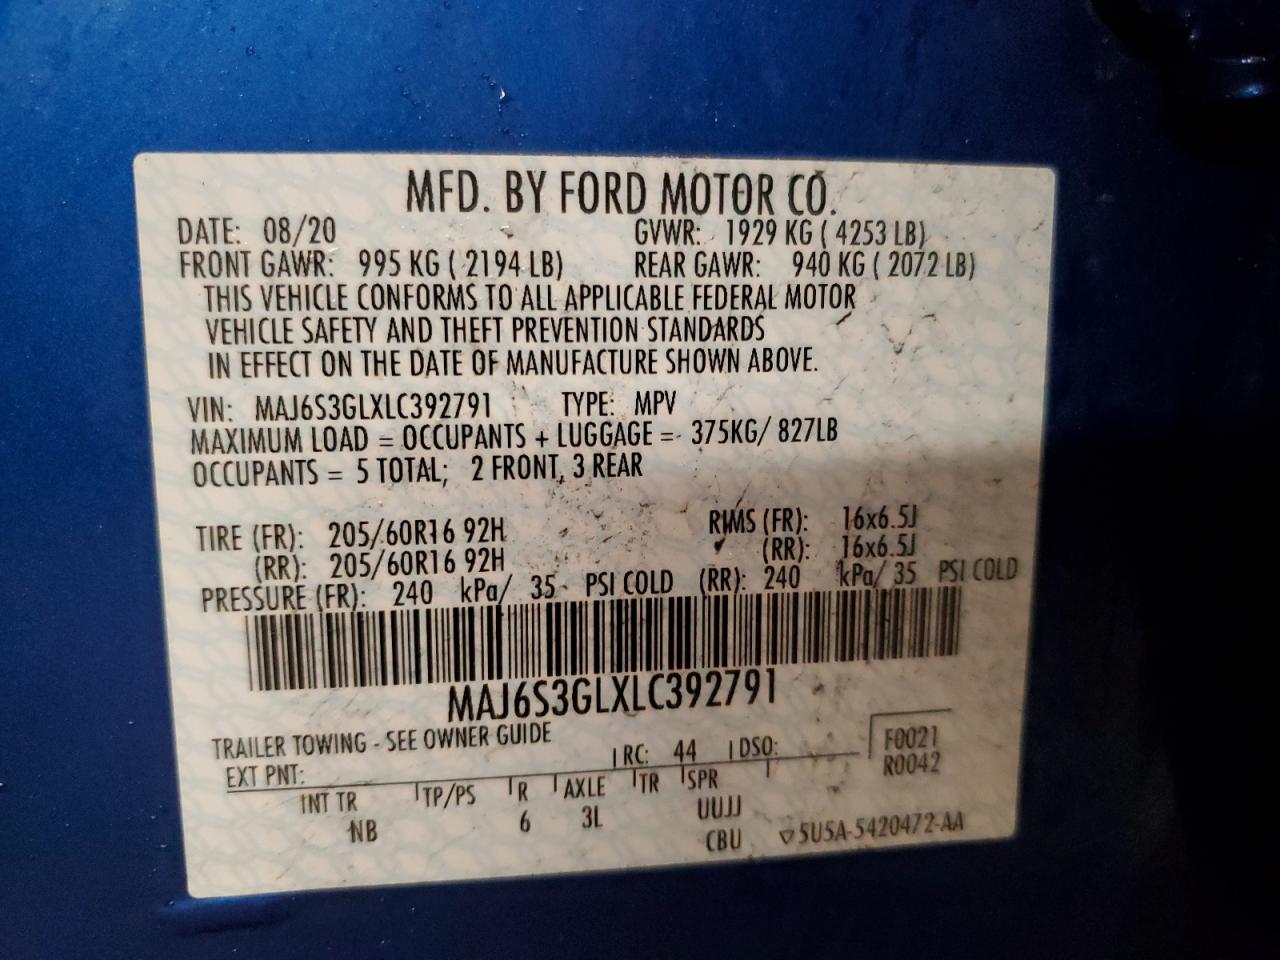 MFD. BY FORD MOTOR CO.
DATE: 08/20 GVWR: 1929 KG ( 4253 LB)
FRONT GAWR: 995 KG ( 2194 LB) REAR GAWR: 940 KG ( 2072 LB)
THIS VEHICLE CONFORMS TO ALL APPLICABLE FEDERAL MOTOR
VEHICLE SAFETY AND THEFT PREVENTION STANDARDS
IN EFFECT ON THE DATE OF MANUFACTURE SHOWN ABOVE.
VIN: MAJ6S3GLXLC392791 TYPE: MPV
MAXIMUM LOAD = OCCUPANTS + LUGGAGE = 375KG/ 827LB
OCCUPANTS = 5 TOTAL; 2 FRONT, 3 REAR
TIRE (FR): 205/60R16 92H RIMS (FR): 16x6.5J
(RR): 205/60R16 92H (RR): 16x6.5J
PRESSURE (FR): 240 kPa/ 35 PSI COLD (RR): 240 kPa/ 35 PSI COLD
MAJ6S3GLXLC392791
TRAILER TOWING - SEE OWNER GUIDE
EXT PNT: RC: 44 DSO: F0021
R0042
INT TR TP/PS R AXLE TR SPR
NB 6 3L UUJJ
CBU 5U5A-5420472-AA